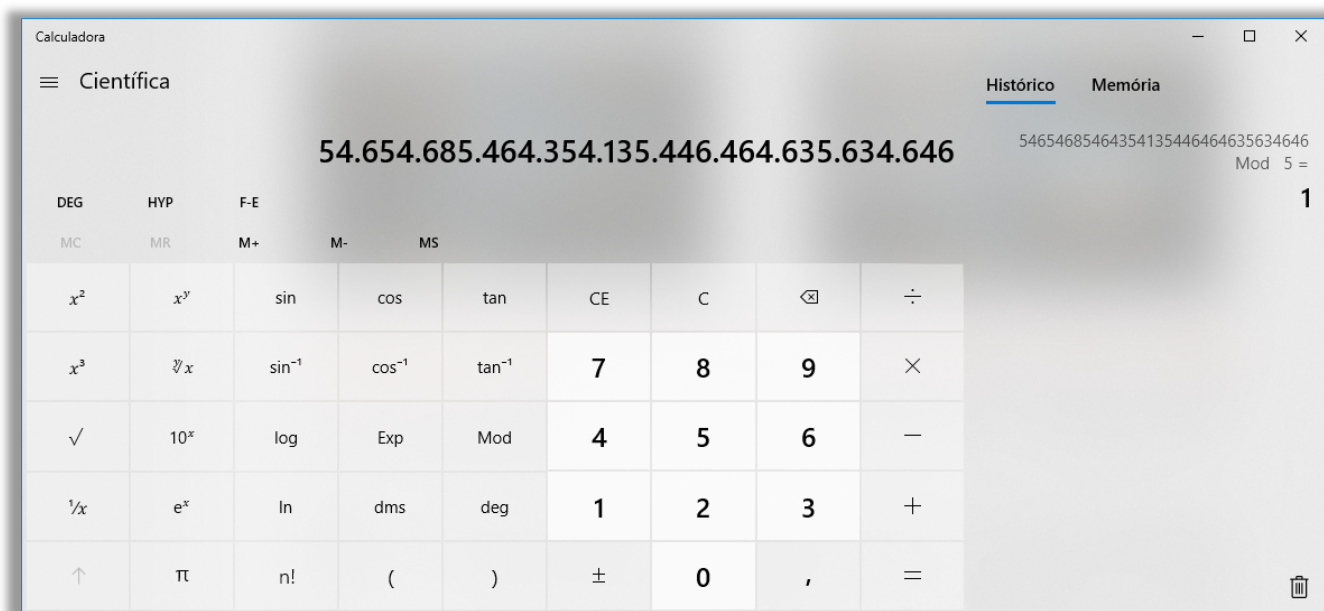 Calculadora
Científica
Histórico Memória
54.654.685.464.354.135.446.464.635.634.646
54654685464354135446464635634646
Mod 5 =
1
DEG HYP F-E
MC MR M+ M- MS
x² xʸ sin cos tan CE C ÷
x³ ʸ√x sin⁻¹ cos⁻¹ tan⁻¹ 7 8 9 ×
√ 10ˣ log Exp Mod 4 5 6 −
¹/x eˣ ln dms deg 1 2 3 +
↑ π n! ( ) ± 0 , =